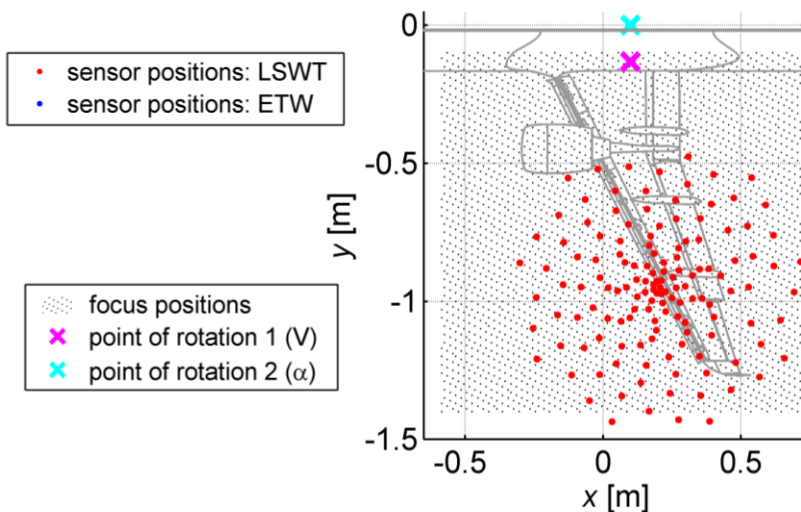 sensor positions: LSWT
sensor positions: ETW
focus positions
point of rotation 1 (V)
point of rotation 2 (α)
y [m]
0
-0.5
-1
-1.5
-0.5
0
0.5
x [m]